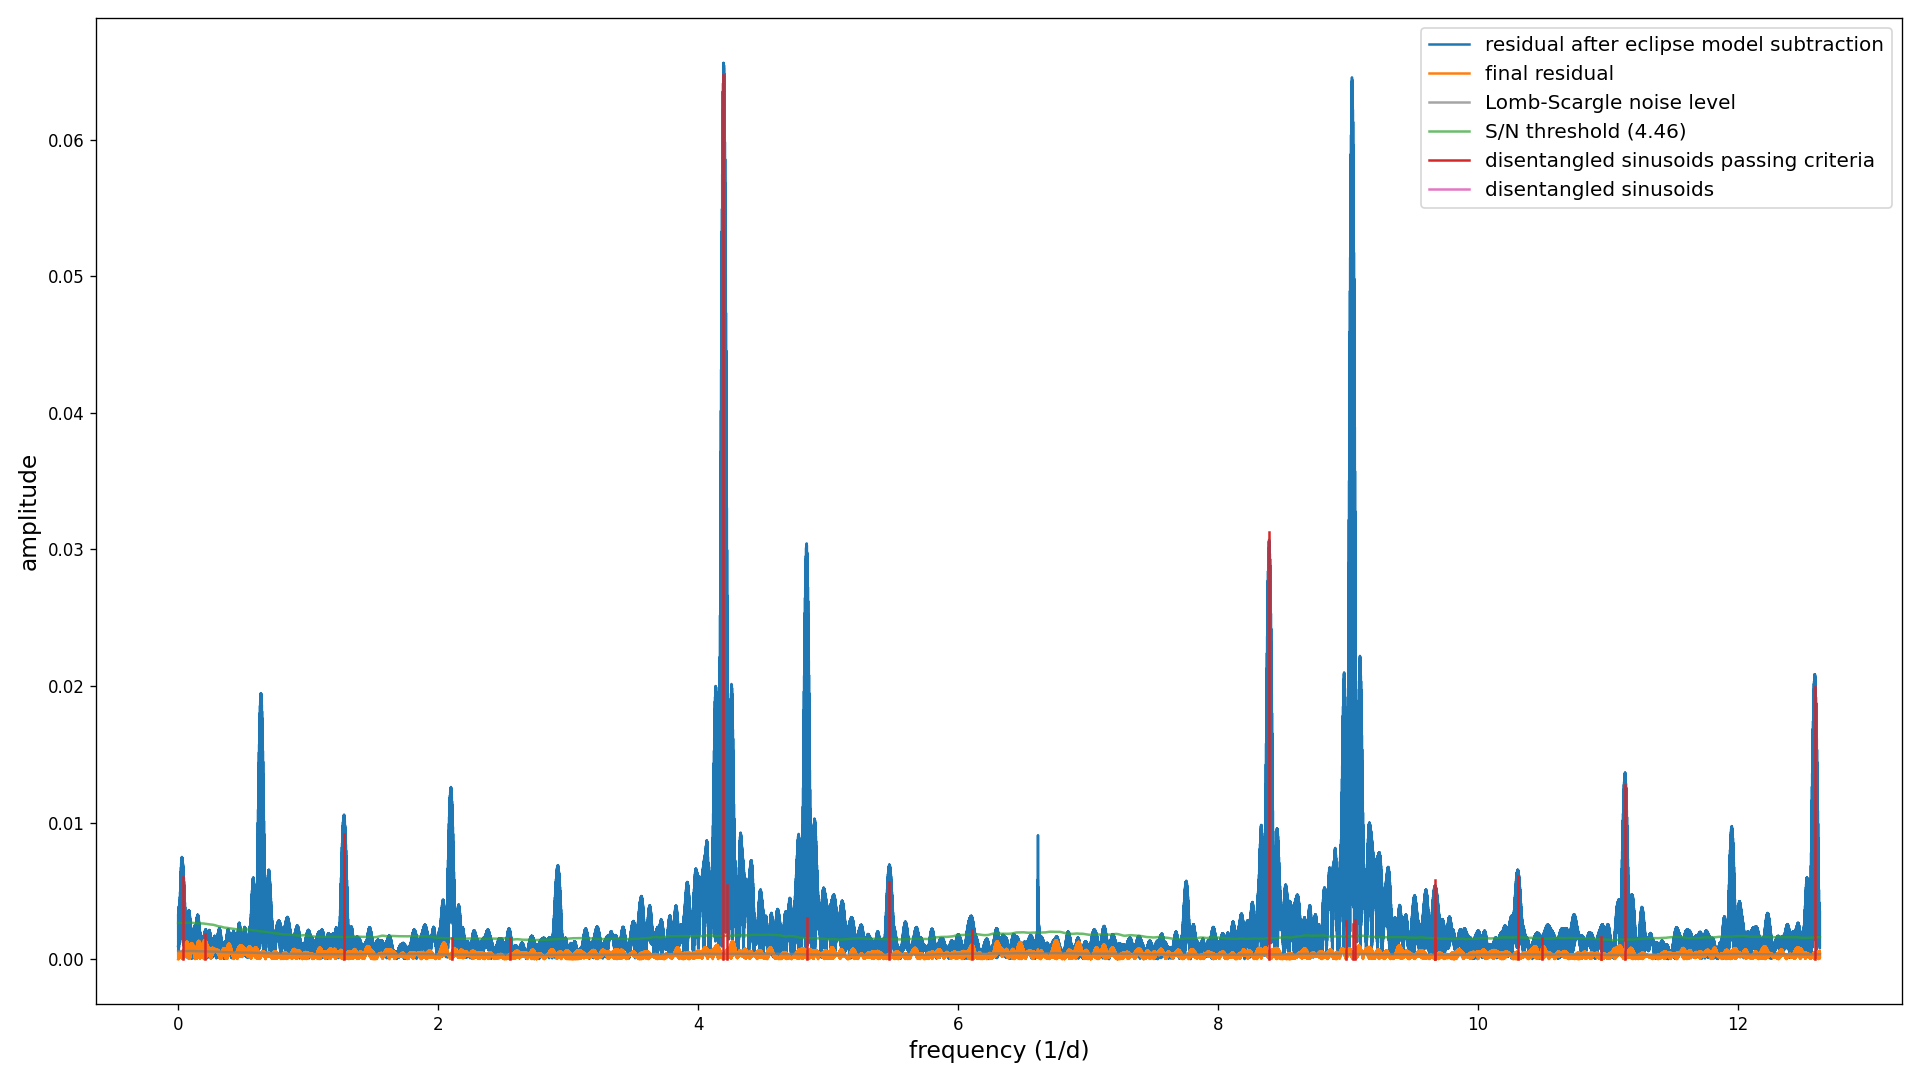 residual after eclipse model subtraction
final residual
Lomb-Scargle noise level
S/N threshold (4.46)
disentangled sinusoids passing criteria
disentangled sinusoids
amplitude
0.06
0.05
0.04
0.03
0.02
0.01
0.00
0 2 4 6 8 10 12
frequency (1/d)